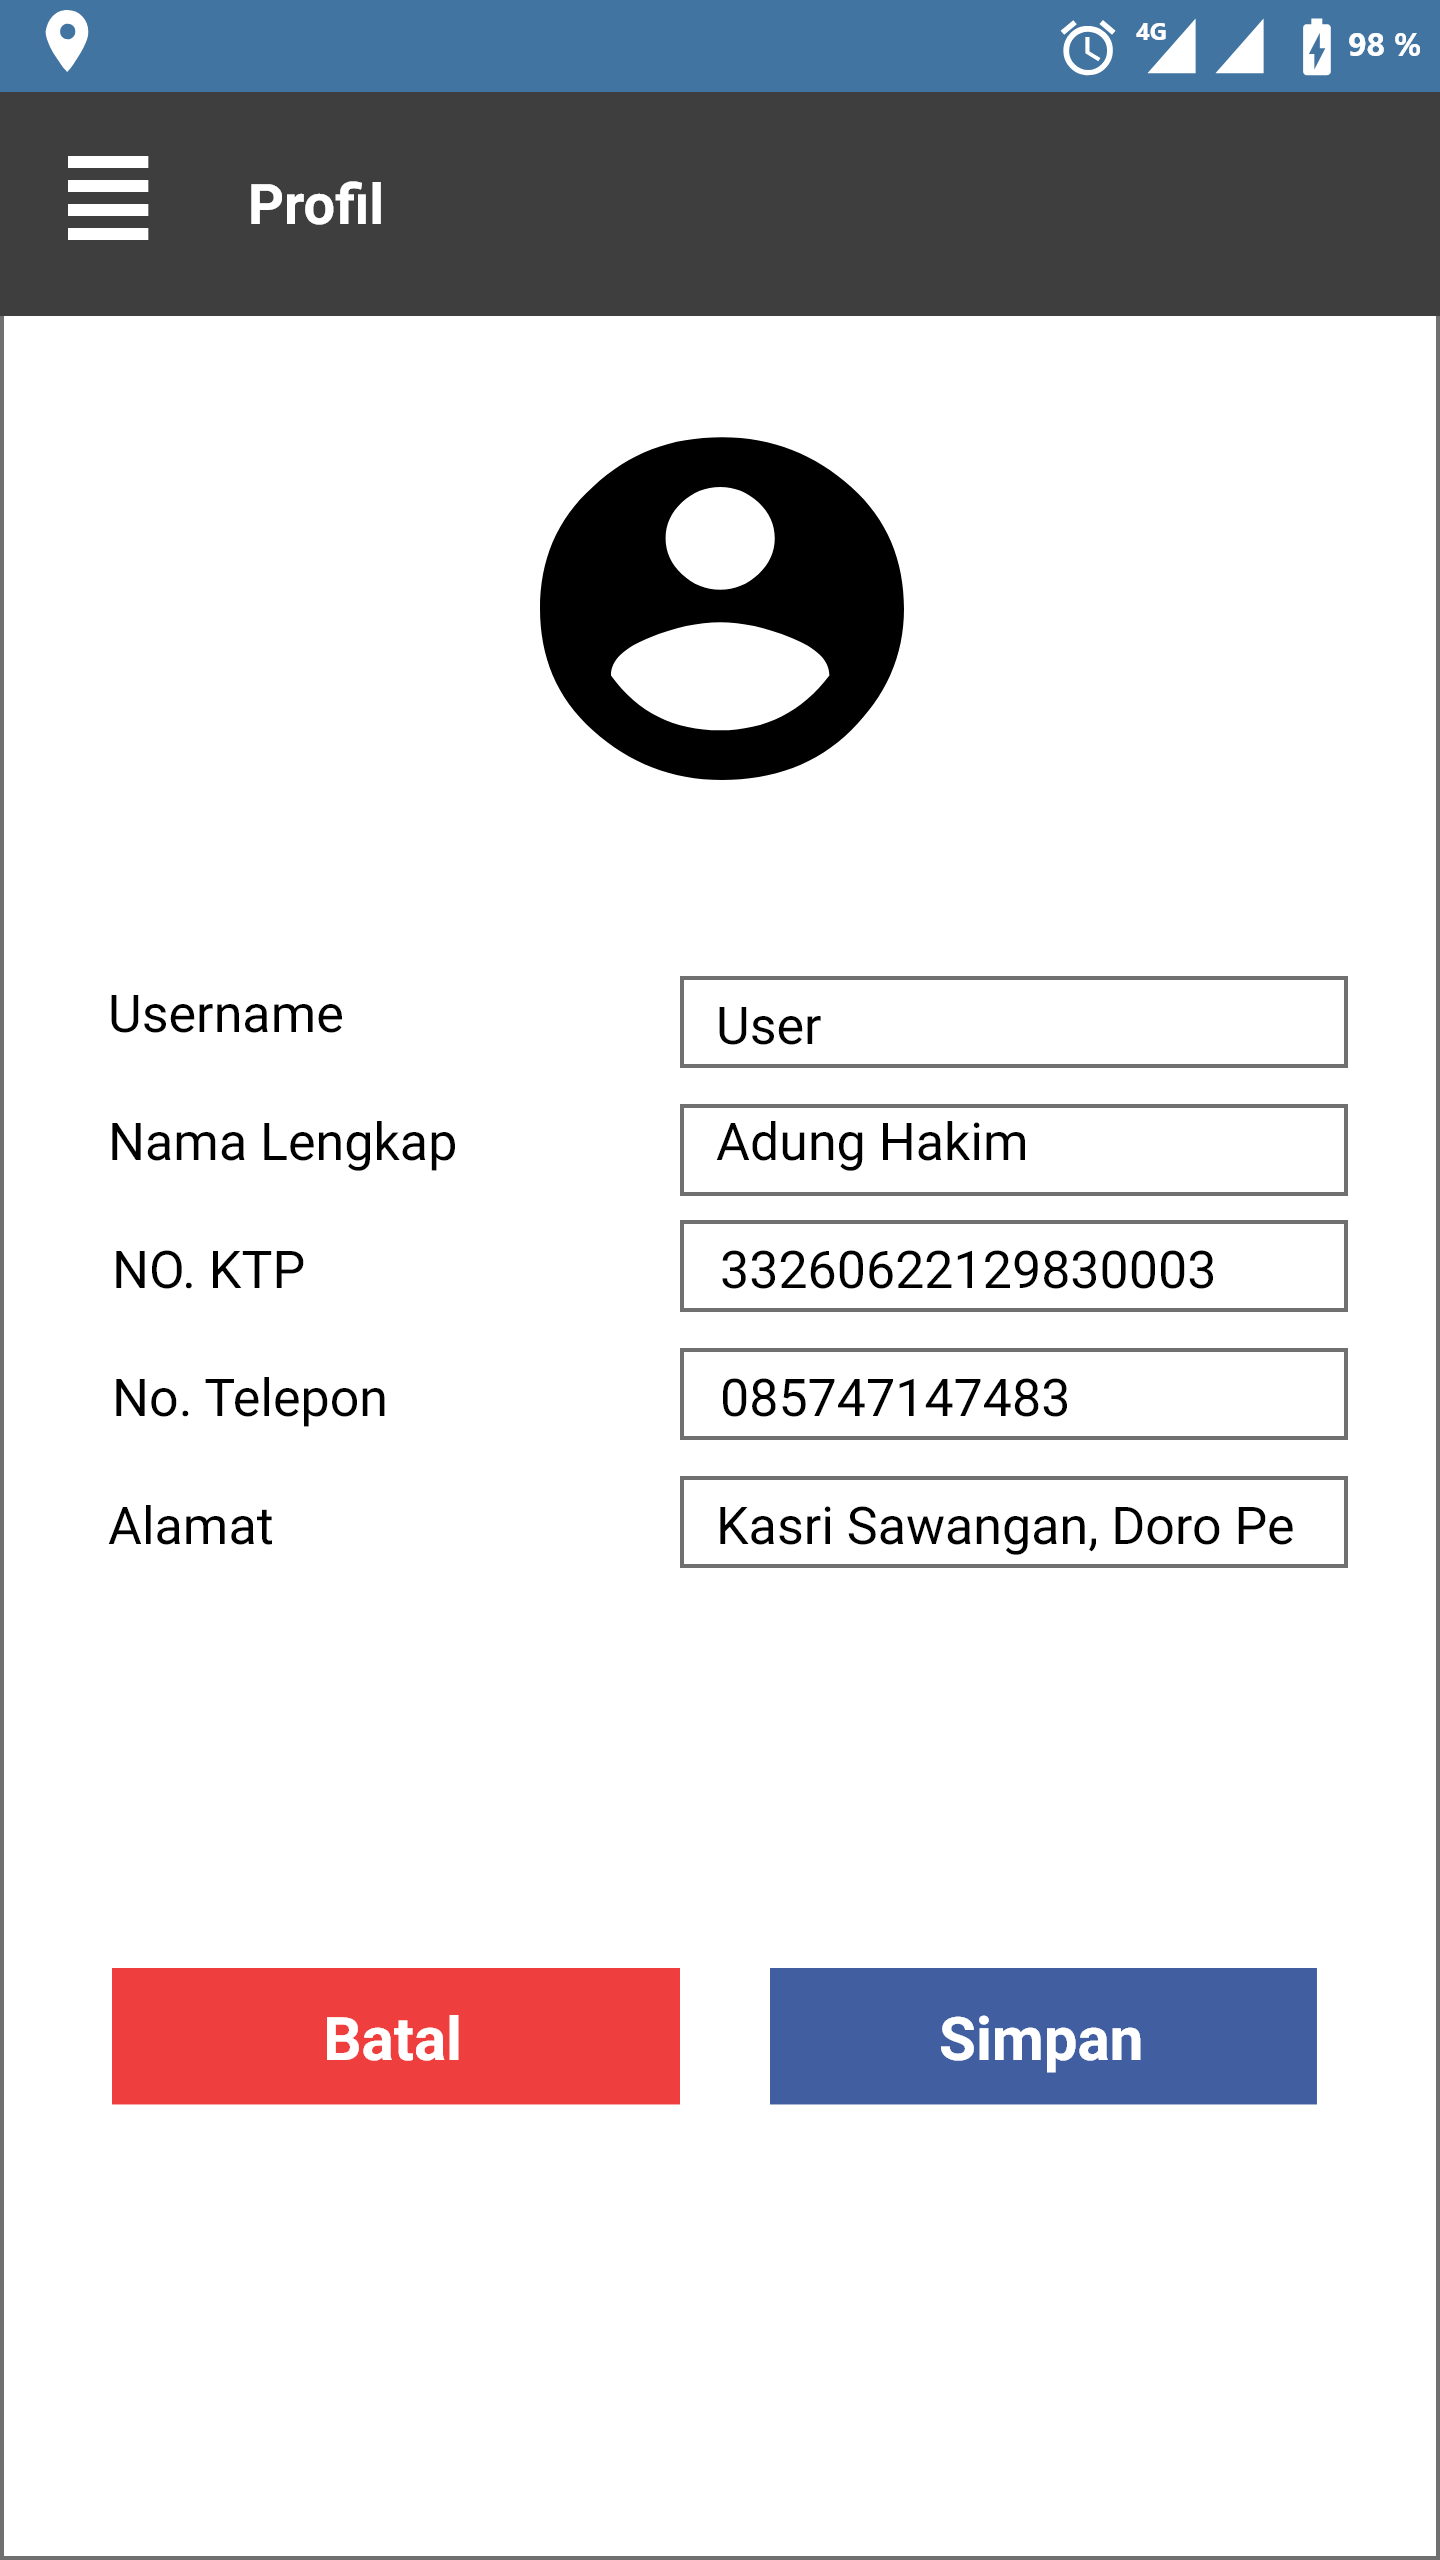 4G 98 %
Profil
Username User
Nama Lengkap Adung Hakim
NO. KTP 33260622129830003
No. Telepon 085747147483
Alamat Kasri Sawangan, Doro Pe
Batal Simpan